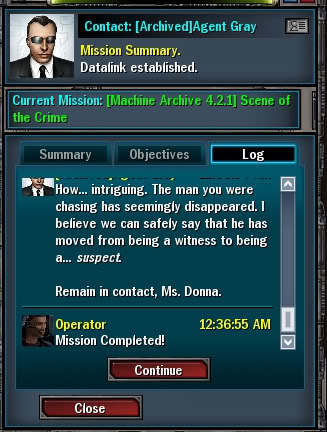 Contact: [Archived]Agent Gray
Mission Summary.
Datalink established.
Current Mission: [Machine Archive 4.2.1] Scene of
the Crime
Summary
Objectives
Log
How... intriguing. The man you were
chasing has seemingly disappeared. I
believe we can safely say that he has
moved from being a witness to being
a... suspect.
Remain in contact, Ms. Donna.
Operator
12:36:55 AM
Mission Completed!
Continue
Close